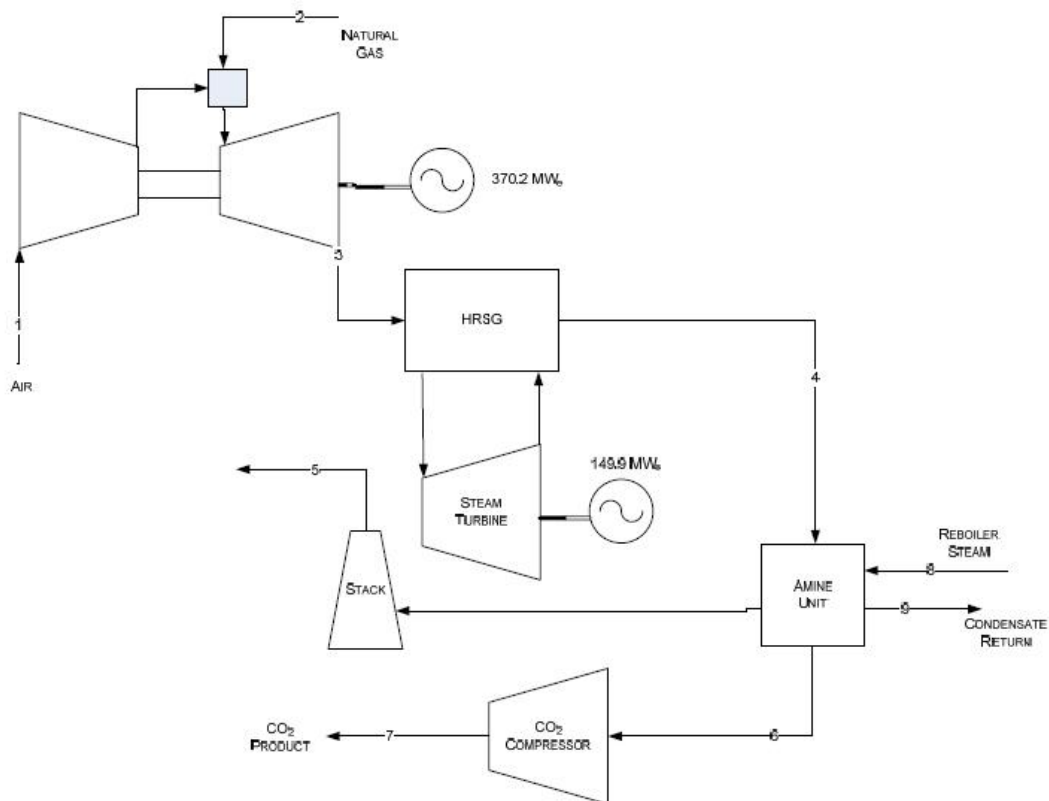 2
NATURAL
GAS
370.2 MWe
3
1
AIR
HRSG
4
149.9 MWe
5
STEAM
TURBINE
REBOILER
STEAM
8
STACK
AMINE
UNIT
9
CONDENSATE
RETURN
CO2
PRODUCT
7
CO2
COMPRESSOR
6